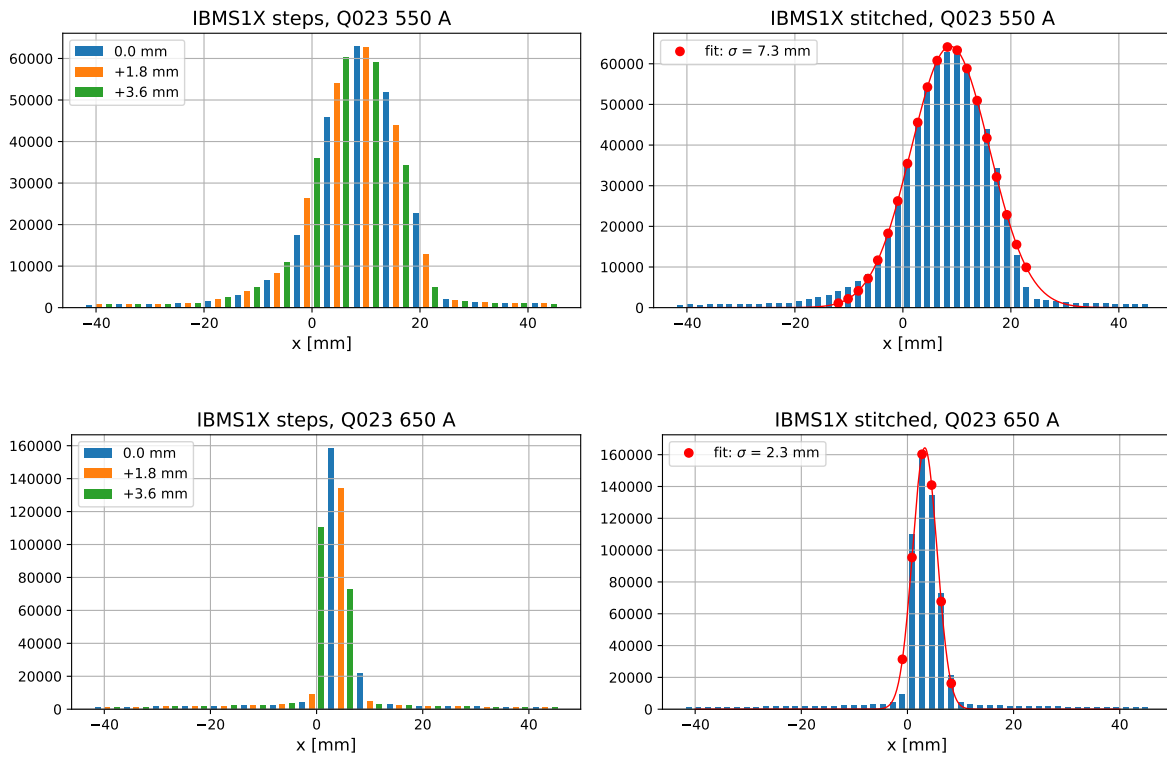 IBMS1X steps, Q023 550 A
0.0 mm
+1.8 mm
+3.6 mm
60000
50000
40000
30000
20000
10000
0
−40 −20 0 20 40
x [mm]
IBMS1X stitched, Q023 550 A
fit: σ = 7.3 mm
60000
50000
40000
30000
20000
10000
0
−40 −20 0 20 40
x [mm]
IBMS1X steps, Q023 650 A
0.0 mm
+1.8 mm
+3.6 mm
160000
140000
120000
100000
80000
60000
40000
20000
0
−40 −20 0 20 40
x [mm]
IBMS1X stitched, Q023 650 A
fit: σ = 2.3 mm
160000
140000
120000
100000
80000
60000
40000
20000
0
−40 −20 0 20 40
x [mm]